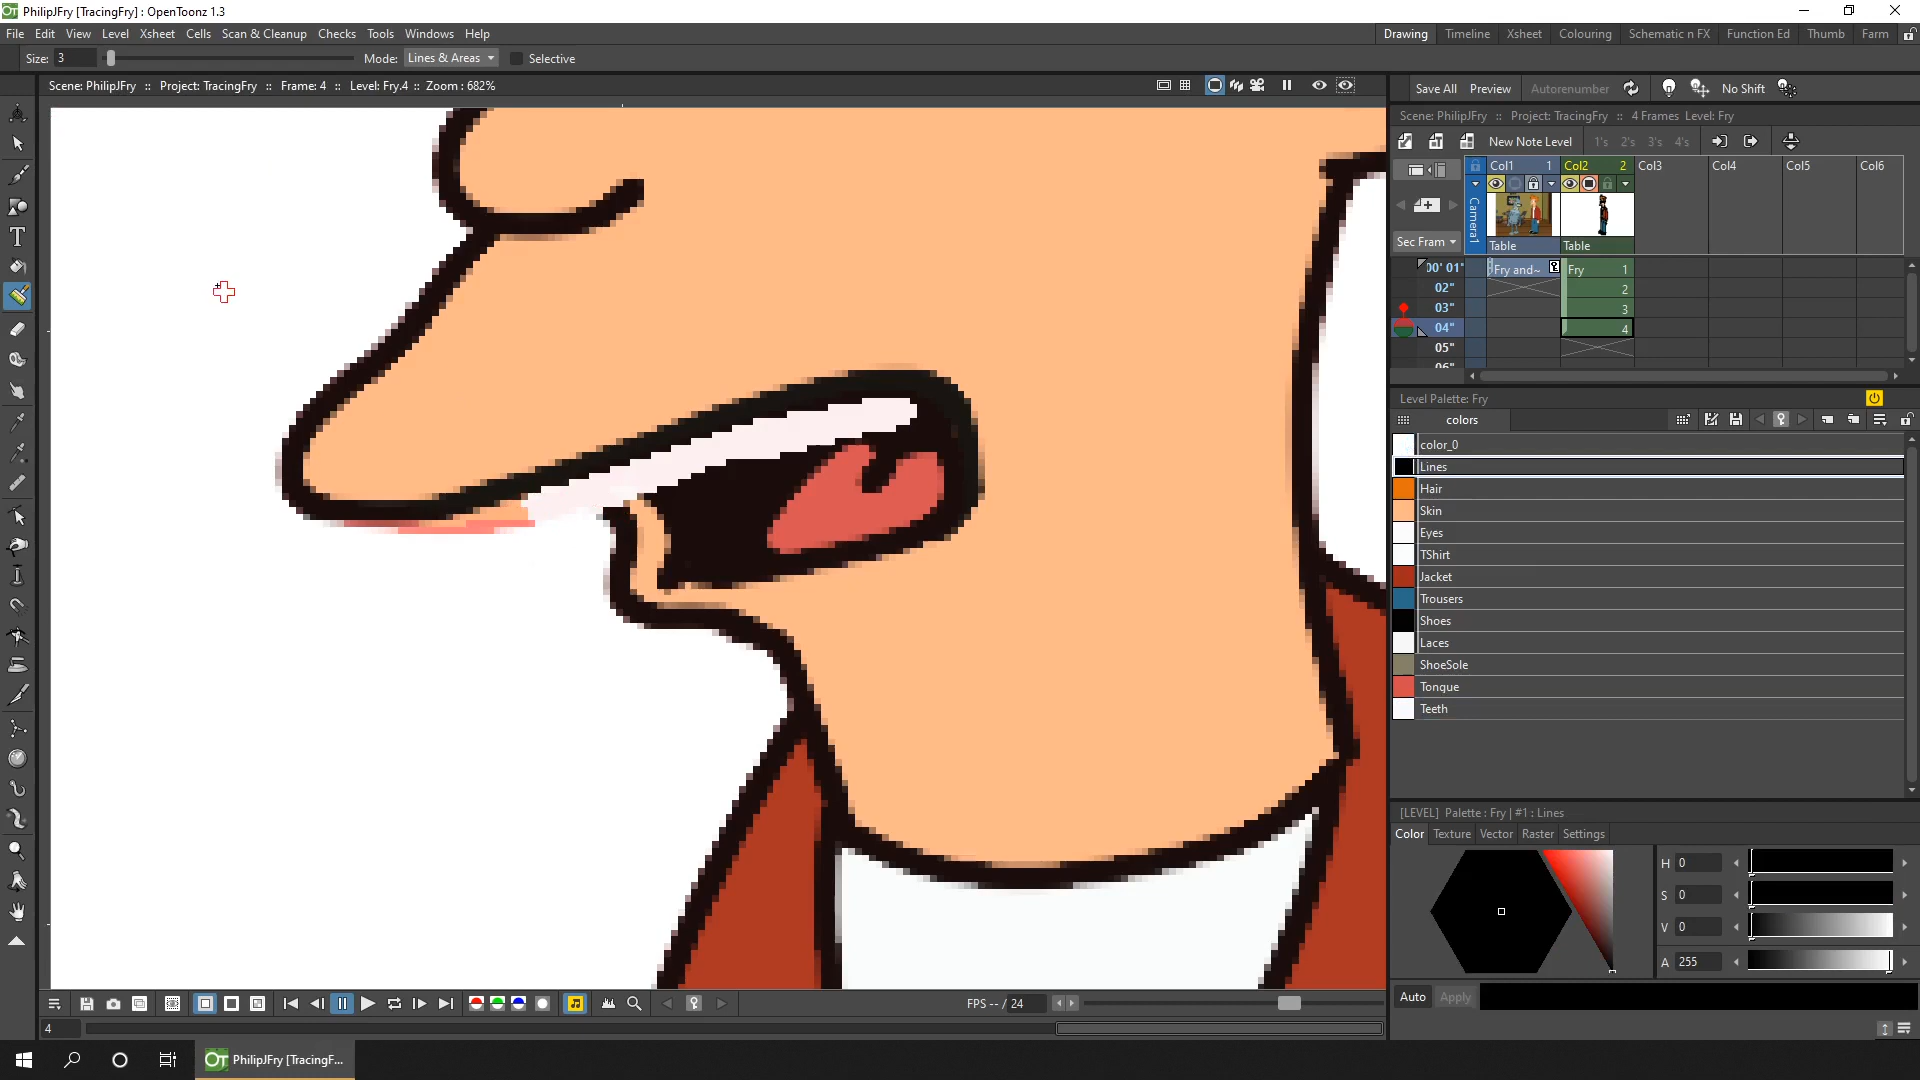 PhilipJFry [TracingFry] : OpenToonz 1.3
File Edit View Level Xsheet Cells Scan & Cleanup Checks Tools Windows Help
Drawing Timeline Xsheet Colouring Schematic n FX Function Ed Thumb Farm
Size: 3 Mode: Lines & Areas Selective
Scene: PhilipJFry :: Project: TracingFry :: Frame: 4 :: Level: Fry.4 :: Zoom : 682%
Save All Preview Autorenumber No Shift
Scene: PhilipJFry :: Project: TracingFry :: 4 Frames Level: Fry
New Note Level 1's 2's 3's 4's
Col1 1 Col2 2 Col3 Col4 Col5 Col6
Camera1
Sec Fram Table Table
00' 01" Fry and~ Fry 1
02" 2
03" 3
04" 4
05"
06"
Level Palette: Fry
colors
color_0
Lines
Hair
Skin
Eyes
TShirt
Jacket
Trousers
Shoes
Laces
ShoeSole
Tongue
Teeth
[LEVEL] Palette : Fry | #1 : Lines
Color Texture Vector Raster Settings
H 0
S 0
V 0
A 255
Auto Apply
FPS -- / 24
4
PhilipJFry [TracingF...